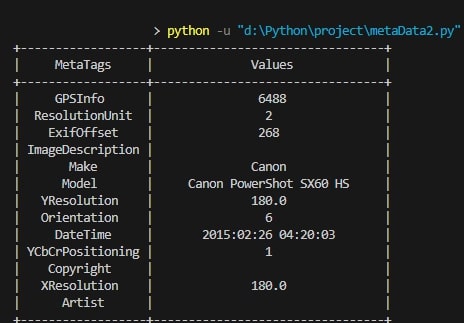 > python -u "d:\Python\project\metaData2.py"
+------------------+-----------------------------+
| MetaTags | Values |
+------------------+-----------------------------+
| GPSInfo | 6488 |
| ResolutionUnit | 2 |
| ExifOffset | 268 |
| ImageDescription | |
| Make | Canon |
| Model | Canon PowerShot SX60 HS |
| YResolution | 180.0 |
| Orientation | 6 |
| DateTime | 2015:02:26 04:20:03 |
| YCbCrPositioning | 1 |
| Copyright | |
| XResolution | 180.0 |
| Artist | |
+------------------+-----------------------------+